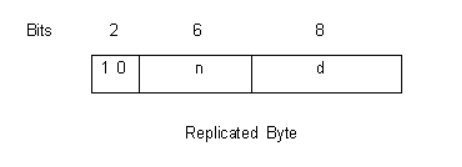 Bits 2 6 8
1 0 n d
Replicated Byte